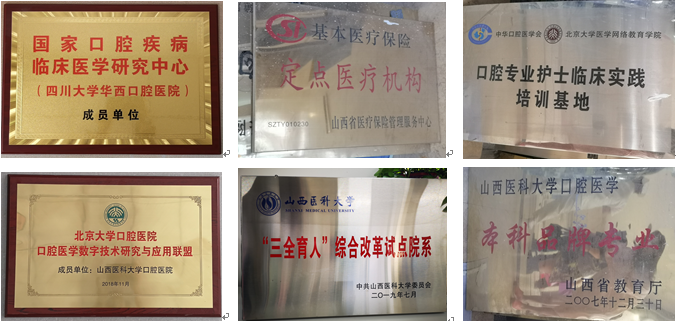 国家口腔疾病
临床医学研究中心
(四川大学华西口腔医院)
成员单位
基本医疗保险
定点医疗机构
SZTY010230
山西省医疗保险管理服务中心
中华口腔医学会 北京大学医学网络教育学院
口腔专业护士临床实践
培训基地
北京大学口腔医院
口腔医学数字技术研究与应用联盟
成员单位：山西医科大学口腔医院
2018年11月
山西医科大学
SHANXI MEDICAL UNIVERSITY
“三全育人”综合改革试点院系
中共山西医科大学委员会
二〇一九年七月
山西医科大学口腔医学
本科品牌专业
山西省教育厅
二〇〇七年十二月三十日